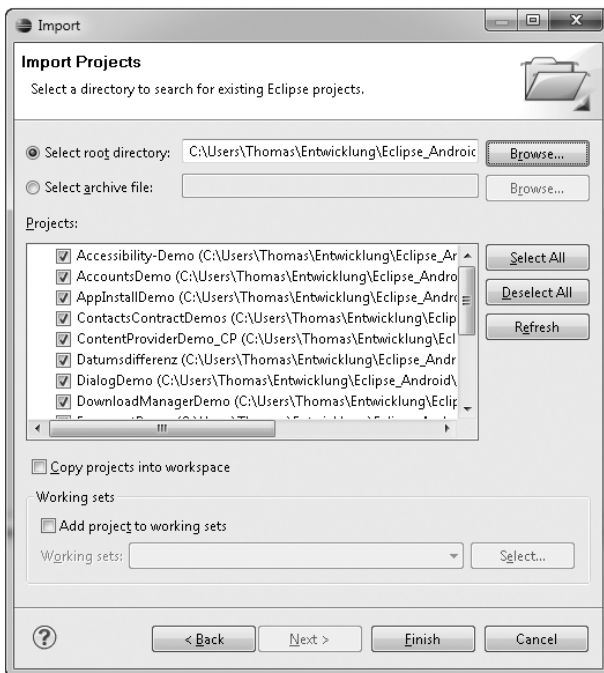 Import
Import Projects
Select a directory to search for existing Eclipse projects.
Select root directory: C:\Users\Thomas\Entwicklung\Eclipse_Android Browse...
Select archive file: Browse...
Projects:
Accessibility-Demo (C:\Users\Thomas\Entwicklung\Eclipse_Ar
AccountsDemo (C:\Users\Thomas\Entwicklung\Eclipse_Andro
AppInstallDemo (C:\Users\Thomas\Entwicklung\Eclipse_Andro
ContactsContractDemos (C:\Users\Thomas\Entwicklung\Eclip
ContentProviderDemo_CP (C:\Users\Thomas\Entwicklung\Ecl
Datumsdifferenz (C:\Users\Thomas\Entwicklung\Eclipse_Andr
DialogDemo (C:\Users\Thomas\Entwicklung\Eclipse_Android\
DownloadManagerDemo (C:\Users\Thomas\Entwicklung\Eclip
Select All
Deselect All
Refresh
Copy projects into workspace
Working sets
Add project to working sets
Working sets: Select...
? < Back Next > Finish Cancel